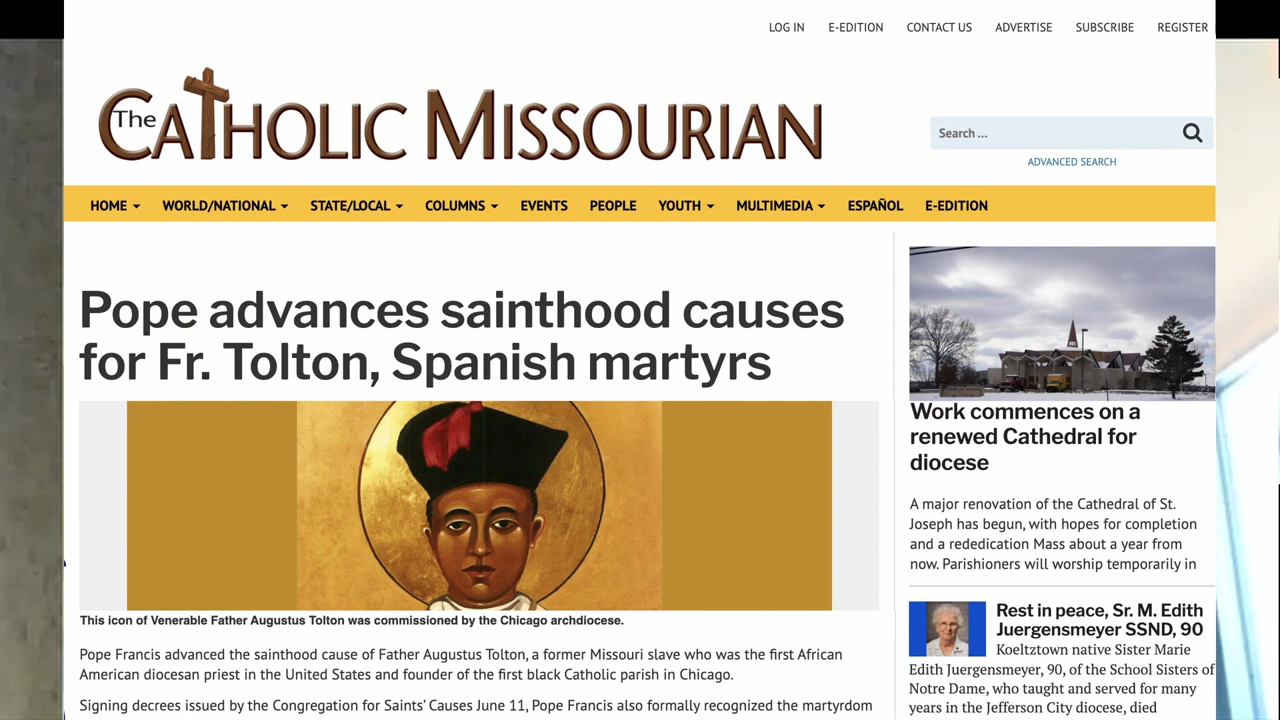 LOG IN E-EDITION CONTACT US ADVERTISE SUBSCRIBE REGISTER
The CATHOLIC MISSOURIAN
Search ...
ADVANCED SEARCH
HOME WORLD/NATIONAL STATE/LOCAL COLUMNS EVENTS PEOPLE YOUTH MULTIMEDIA ESPAÑOL E-EDITION
Pope advances sainthood causes
for Fr. Tolton, Spanish martyrs
This icon of Venerable Father Augustus Tolton was commissioned by the Chicago archdiocese.
Pope Francis advanced the sainthood cause of Father Augustus Tolton, a former Missouri slave who was the first African
American diocesan priest in the United States and founder of the first black Catholic parish in Chicago.
Signing decrees issued by the Congregation for Saints' Causes June 11, Pope Francis also formally recognized the martyrdom
Work commences on a
renewed Cathedral for
diocese
A major renovation of the Cathedral of St.
Joseph has begun, with hopes for completion
and a rededication Mass about a year from
now. Parishioners will worship temporarily in
Rest in peace, Sr. M. Edith
Juergensmeyer SSND, 90
Koeltztown native Sister Marie
Edith Juergensmeyer, 90, of the School Sisters of
Notre Dame, who taught and served for many
years in the Jefferson City diocese, died